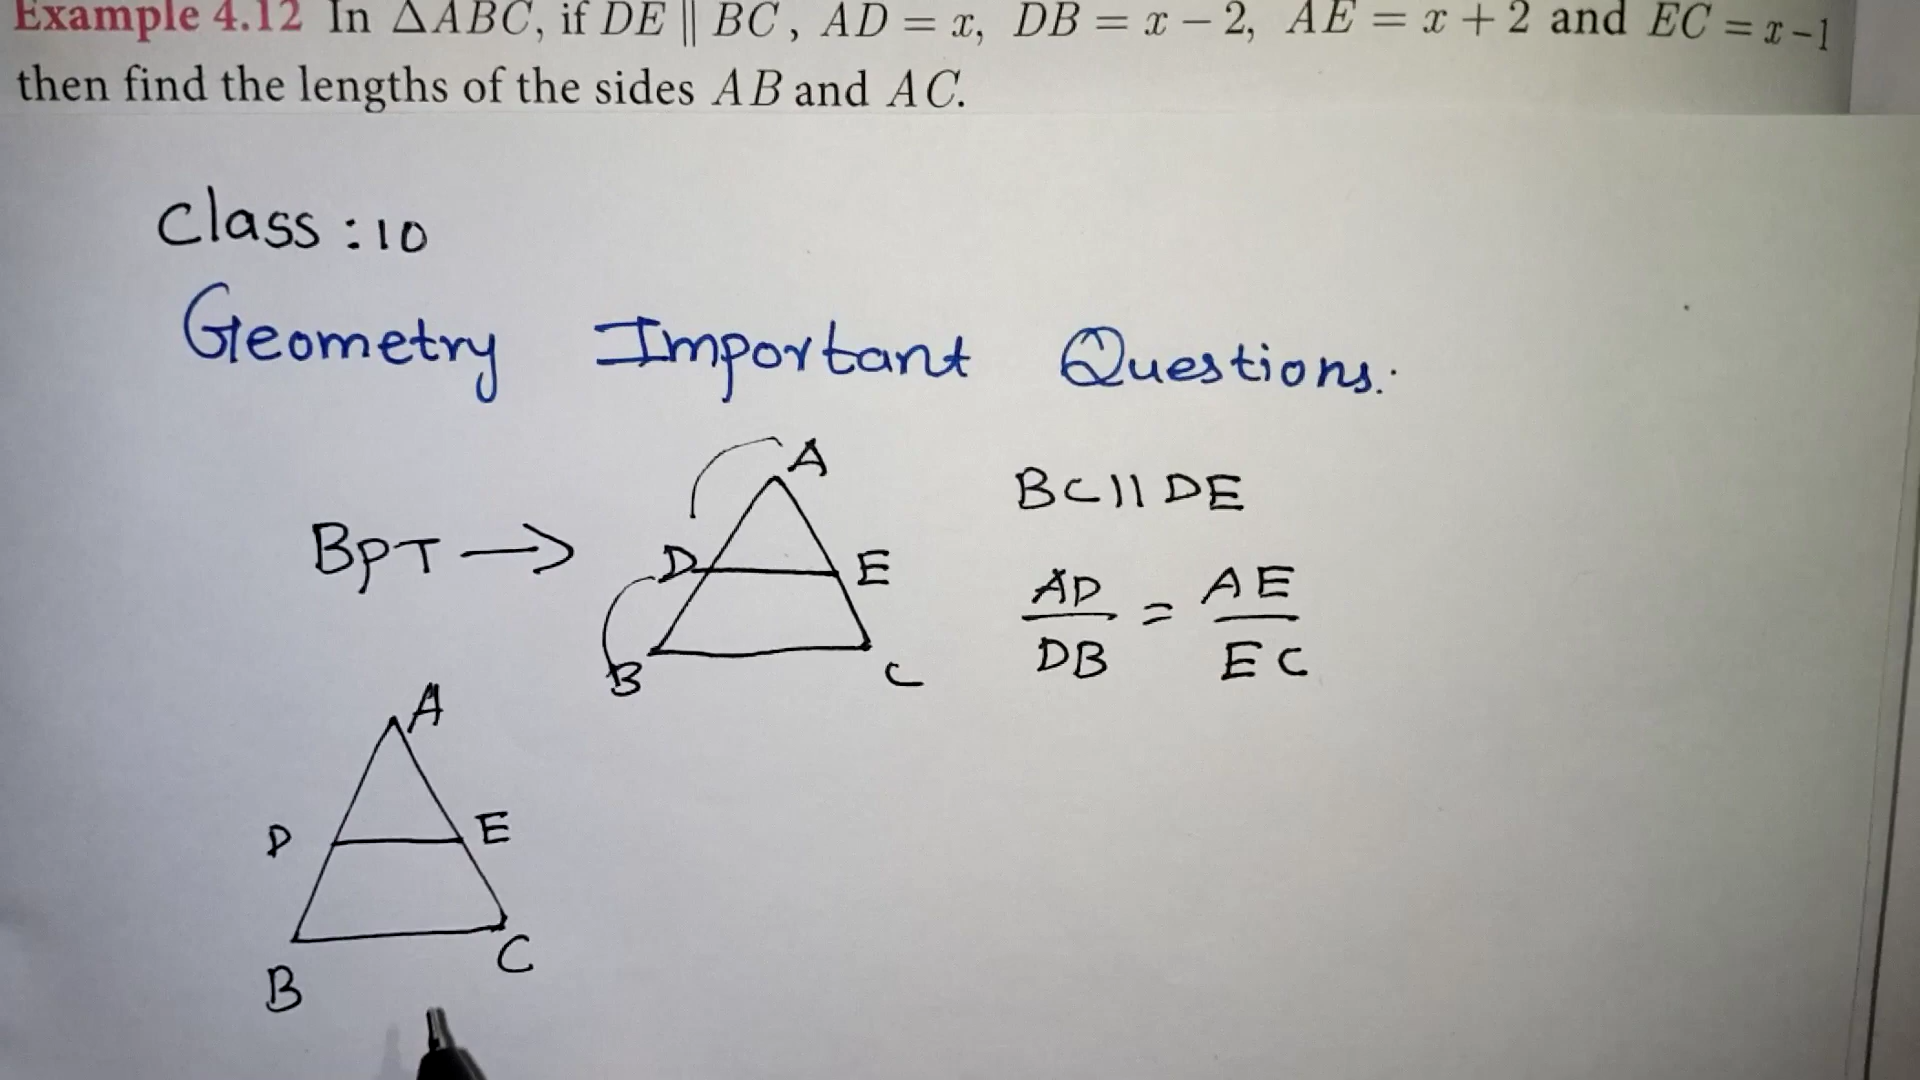 Example 4.12 In ΔABC, if DE ∥ BC, AD = x, DB = x − 2, AE = x + 2 and EC = x − 1
then find the lengths of the sides AB and AC.
Class : 10
Geometry Important Questions.
A
BC || DE
BPT →
D
E
AD/DB = AE/EC
B
C
A
D
E
B
C